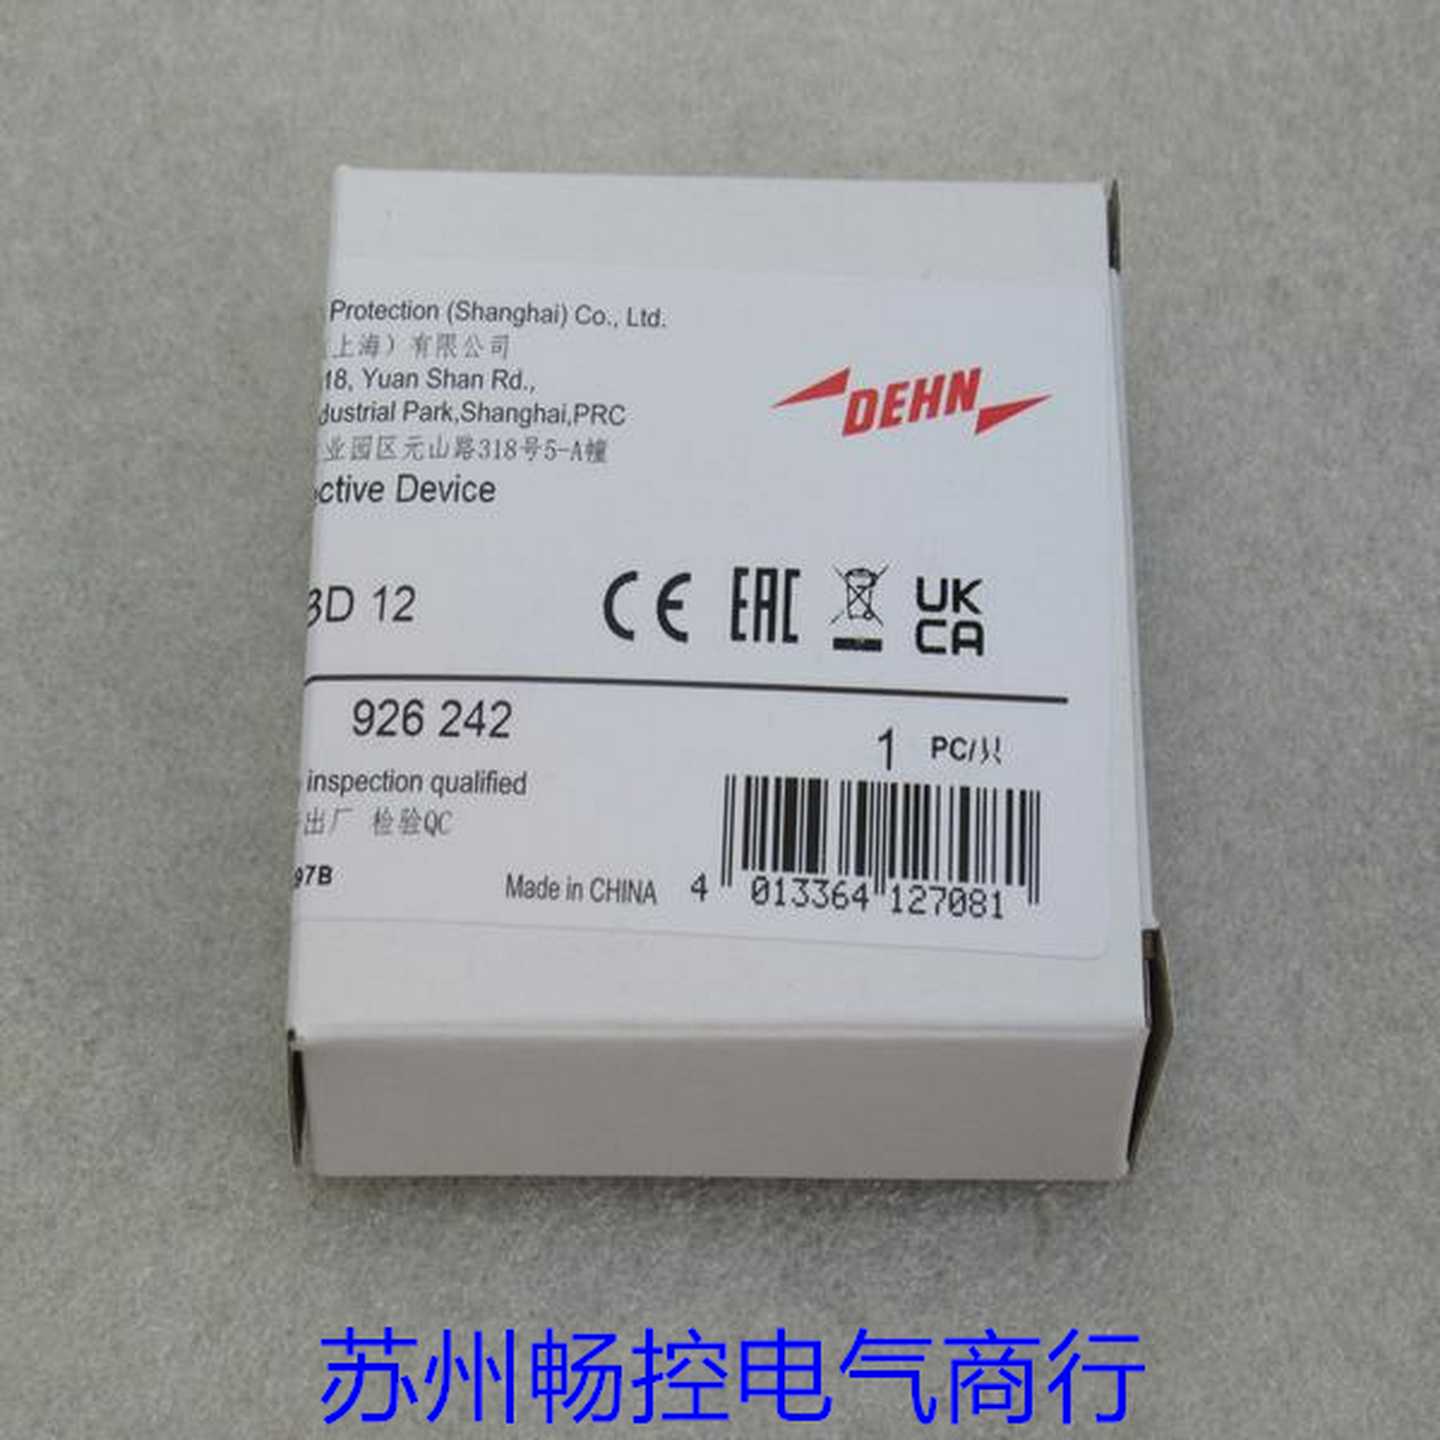 Protection (Shanghai) Co., Ltd.
上海）有限公司
18, Yuan Shan Rd.,
dustrial Park,Shanghai,PRC
业园区元山路318号5-A幢
DEHN
ctive Device
3D 12
CE EAC UK CA
926 242
1 PC/只
inspection qualified
出厂 检验QC
97B
Made in CHINA
4 013364 127081
苏州畅控电气商行